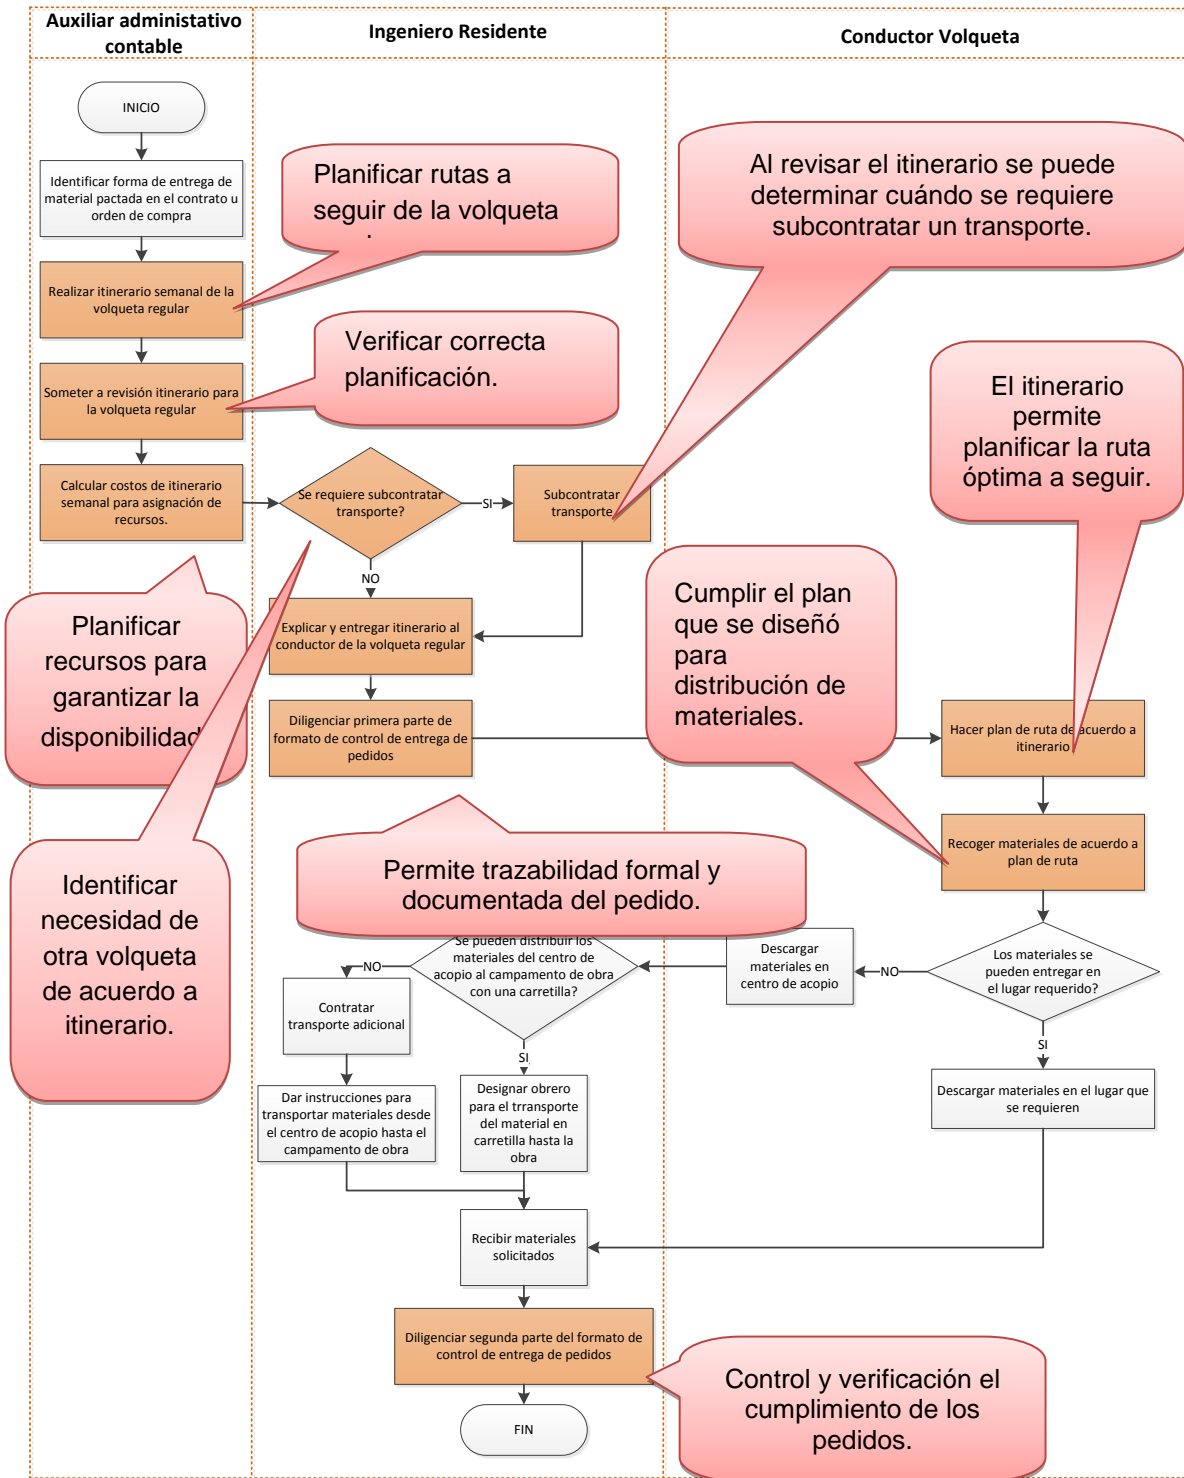 Auxiliar administativo
contable
Ingeniero Residente
Conductor Volqueta
INICIO
Identificar forma de entrega de
material pactada en el contrato u
orden de compra
Planificar rutas a
seguir de la volqueta
.
Al revisar el itinerario se puede
determinar cuándo se requiere
subcontratar un transporte.
Realizar itinerario semanal de la
volqueta regular
Verificar correcta
planificación.
Someter a revisión itinerario para
la volqueta regular
El itinerario
permite
planificar la ruta
óptima a seguir.
Calcular costos de itinerario
semanal para asignación de
recursos.
Se requiere subcontratar
transporte?
SI
Subcontratar
transporte
NO
Planificar
recursos para
garantizar la
disponibilidad
Explicar y entregar itinerario al
conductor de la volqueta regular
Cumplir el plan
que se diseñó
para
distribución de
materiales.
Diligenciar primera parte de
formato de control de entrega de
pedidos
Hacer plan de ruta de acuerdo a
itinerario
Recoger materiales de acuerdo a
plan de ruta
Permite trazabilidad formal y
documentada del pedido.
Identificar
necesidad de
otra volqueta
de acuerdo a
itinerario.
Se pueden distribuir los
materiales del centro de
acopio al campamento de obra
con una carretilla?
NO
Descargar
materiales en
centro de acopio
NO
Los materiales se
pueden entregar en
el lugar requerido?
Contratar
transporte adicional
SI
SI
Dar instrucciones para
transportar materiales desde
el centro de acopio hasta el
campamento de obra
Designar obrero
para el trransporte
del material en
carretilla hasta la
obra
Descargar materiales en el lugar que
se requieren
Recibir materiales
solicitados
Diligenciar segunda parte del formato de
control de entrega de pedidos
Control y verificación el
cumplimiento de los
pedidos.
FIN